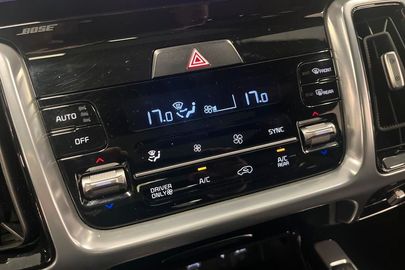 BOSE
17.0
17.0
FRONT
REAR
AUTO
OFF
SYNC
DRIVER
ONLY
A/C
A/C
REAR